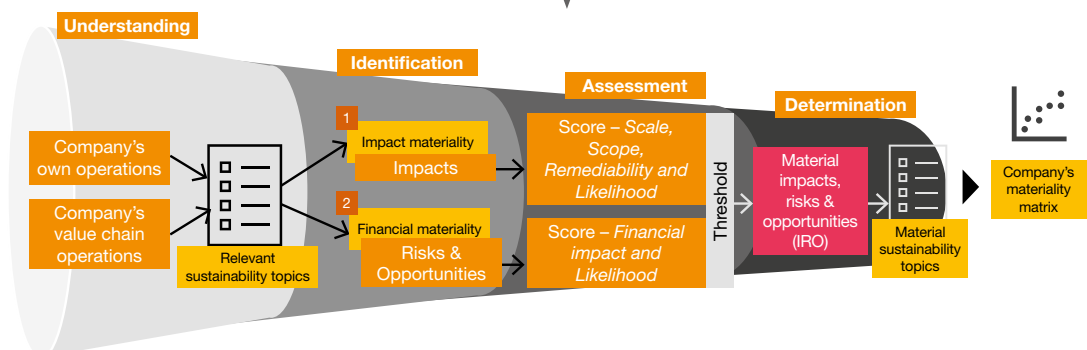 Understanding
Identification
Assessment
Determination
Company's
own operations
Company's
value chain
operations
Relevant
sustainability topics
1
Impact materiality
Impacts
2
Financial materiality
Risks &
Opportunities
Score – Scale,
Scope,
Remediability and
Likelihood
Score – Financial
impact and
Likelihood
Threshold
Material
impacts,
risks &
opportunities
(IRO)
Material
sustainability
topics
Company's
materiality
matrix